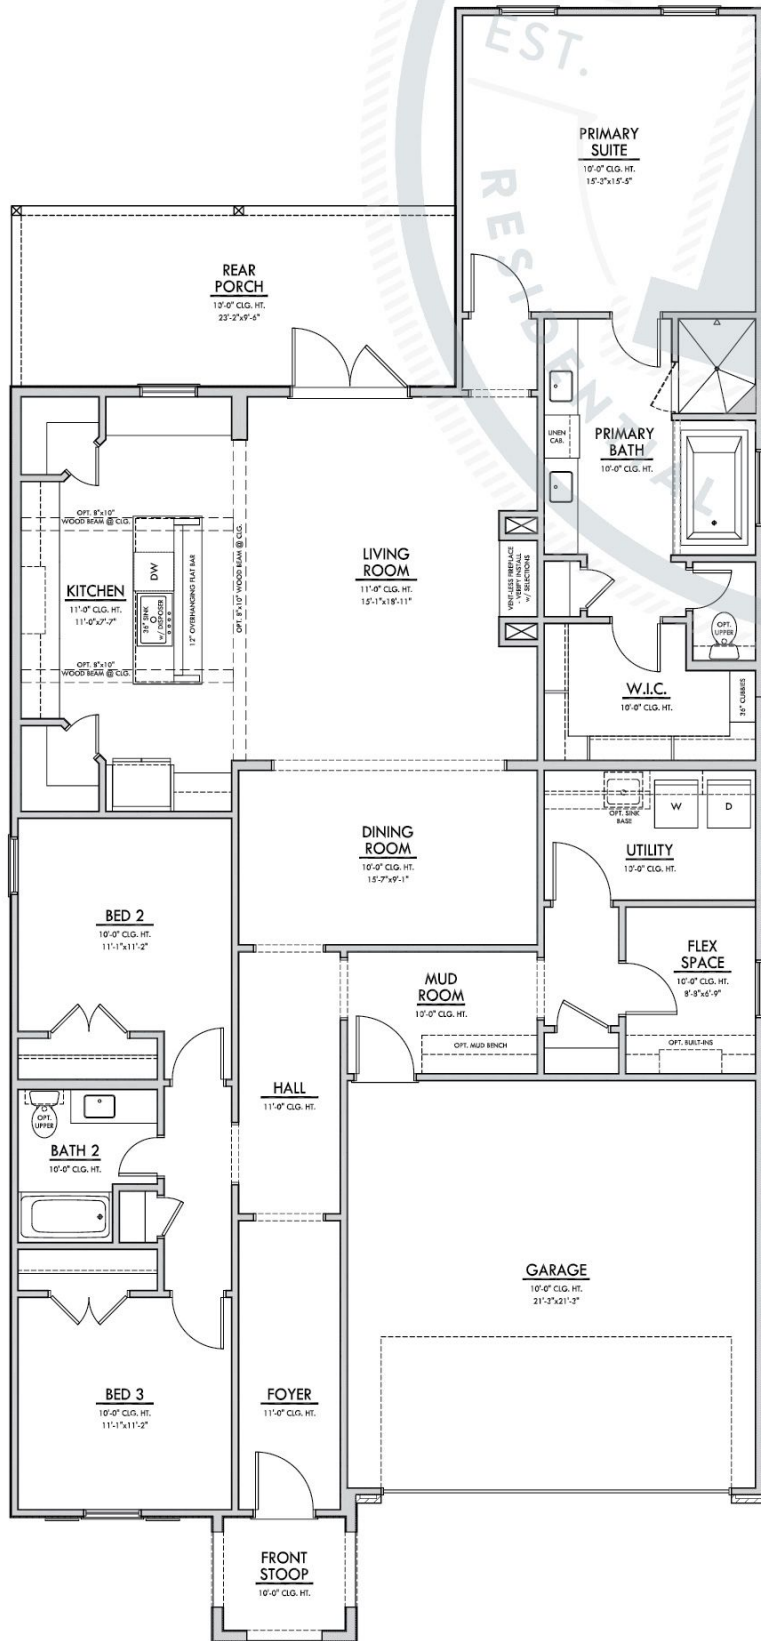 EST.
RESIDENTIAL
PRIMARY
SUITE
10'-0" CLG. HT.
15'-3"x15'-5"
REAR
PORCH
10'-0" CLG. HT.
23'-2"x9'-6"
LINEN
CAB.
PRIMARY
BATH
10'-0" CLG. HT.
OPT. 8"x10"
WOOD BEAM @ CLG.
KITCHEN
11'-0" CLG. HT.
11'-0"x7'-7"
DW
36" SINK
w/ DISPOSER
12" OVERHANGING FLAT BAR
OPT. 8"x10" WOOD BEAM @ CLG.
OPT. 8"x10"
WOOD BEAM @ CLG.
LIVING
ROOM
11'-0" CLG. HT.
15'-1"x18'-11"
VENT-LESS FIREPLACE
- VERIFY INSTALL
w/ SELECTIONS
OPT.
UPPER
W.I.C.
10'-0" CLG. HT.
36" CUBBIES
DINING
ROOM
10'-0" CLG. HT.
15'-7"x9'-1"
OPT. SINK
BASE
W
D
UTILITY
10'-0" CLG. HT.
BED 2
10'-0" CLG. HT.
11'-1"x11'-2"
MUD
ROOM
10'-0" CLG. HT.
OPT. MUD BENCH
FLEX
SPACE
10'-0" CLG. HT.
8'-8"x6'-9"
OPT. BUILT-INS
HALL
11'-0" CLG. HT.
OPT.
UPPER
BATH 2
10'-0" CLG. HT.
GARAGE
10'-0" CLG. HT.
21'-3"x21'-3"
BED 3
10'-0" CLG. HT.
11'-1"x11'-2"
FOYER
11'-0" CLG. HT.
FRONT
STOOP
10'-0" CLG. HT.